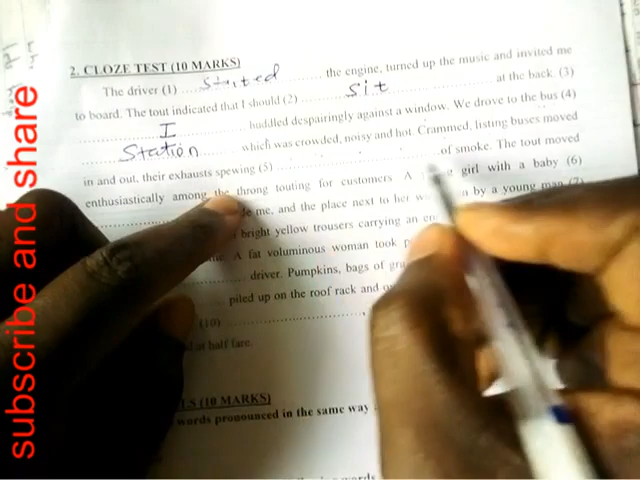 2. CLOZE TEST (10 MARKS)
The driver (1) started the engine, turned up the music and invited me
to board. The tout indicated that I should (2) sit at the back. (3)
I huddled despairingly against a window. We drove to the bus (4)
Station which was crowded, noisy and hot. Crammed, listing buses moved
in and out, their exhausts spewing (5) of smoke. The tout moved
enthusiastically among the throng touting for customers. A girl with a baby (6)
me, and the place next to her by a young man (7)
bright yellow trousers carrying an
A fat voluminous woman took
driver. Pumpkins, bags of
piled up on the roof rack and
(10)
at half fare.
(10 MARKS)
words pronounced in the same way
subscribe and share